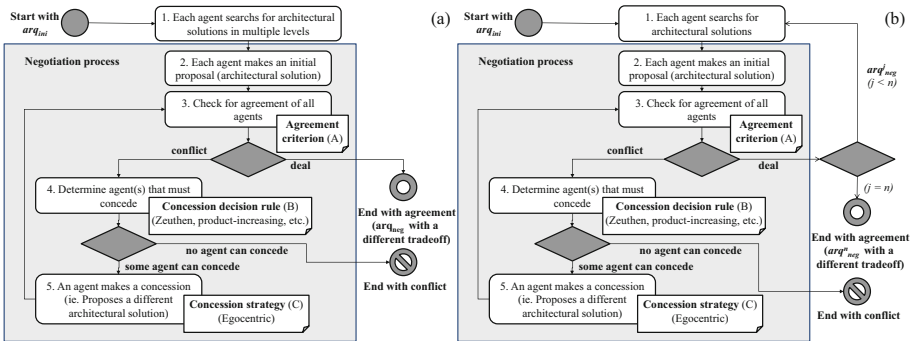 (a)
Start with
arq_ini
1. Each agent searchs for architectural
solutions in multiple levels
Negotiation process
2. Each agent makes an initial
proposal (architectural solution)
3. Check for agreement of all
agents
Agreement
criterion (A)
conflict
deal
4. Determine agent(s) that must
concede
Concession decision rule (B)
(Zeuthen, product-increasing, etc.)
End with agreement
(arq_neg with a
different tradeoff)
no agent can concede
some agent can concede
End with conflict
5. An agent makes a concession
(ie. Proposes a different
architectural solution)
Concession strategy (C)
(Egocentric)
(b)
Start with
arq_ini
1. Each agent searchs for
architectural solutions
Negotiation process
2. Each agent makes an initial
proposal (architectural solution)
arq^j_neg
(j < n)
3. Check for agreement of all
agents
Agreement
criterion (A)
conflict
deal
4. Determine agent(s) that must
concede
(j = n)
Concession decision rule (B)
(Zeuthen, product-increasing, etc.)
End with agreement
(arq^n_neg with a
different tradeoff)
no agent can concede
some agent can concede
5. An agent makes a concession
(ie. Proposes a different
architectural solution)
Concession strategy (C)
(Egocentric)
End with conflict